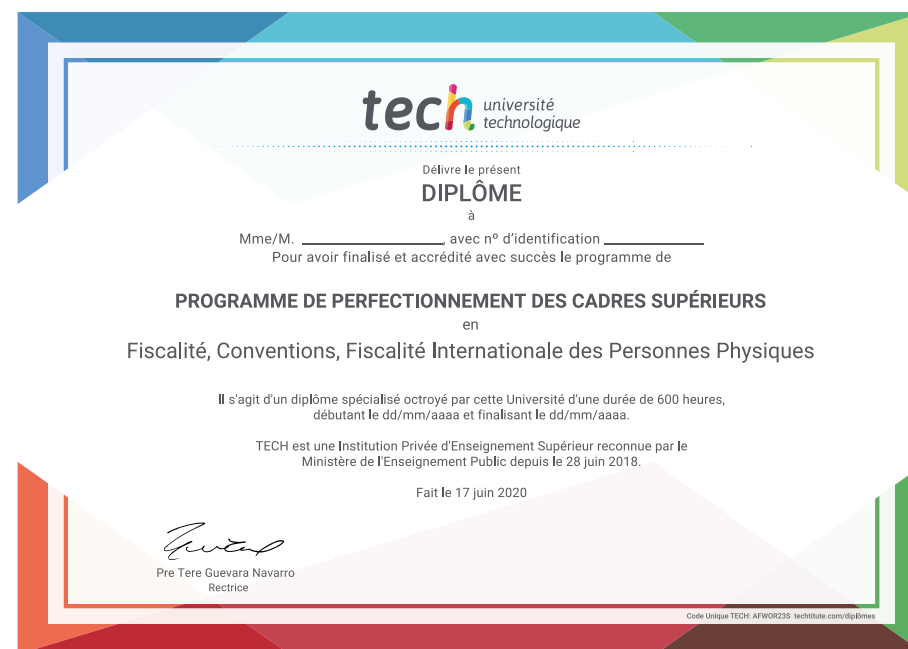 tech université
technologique
Délivre le présent
DIPLÔME
à
Mme/M. ____________________, avec nº d'identification ______________
Pour avoir finalisé et accrédité avec succès le programme de
PROGRAMME DE PERFECTIONNEMENT DES CADRES SUPÉRIEURS
en
Fiscalité, Conventions, Fiscalité Internationale des Personnes Physiques
Il s'agit d'un diplôme spécialisé octroyé par cette Université d'une durée de 600 heures,
débutant le dd/mm/aaaa et finalisant le dd/mm/aaaa.
TECH est une Institution Privée d'Enseignement Supérieur reconnue par le
Ministère de l'Enseignement Public depuis le 28 juin 2018.
Fait le 17 juin 2020
Pre Tere Guevara Navarro
Rectrice
Code Unique TECH: AFWOR23S techtitute.com/diplômes